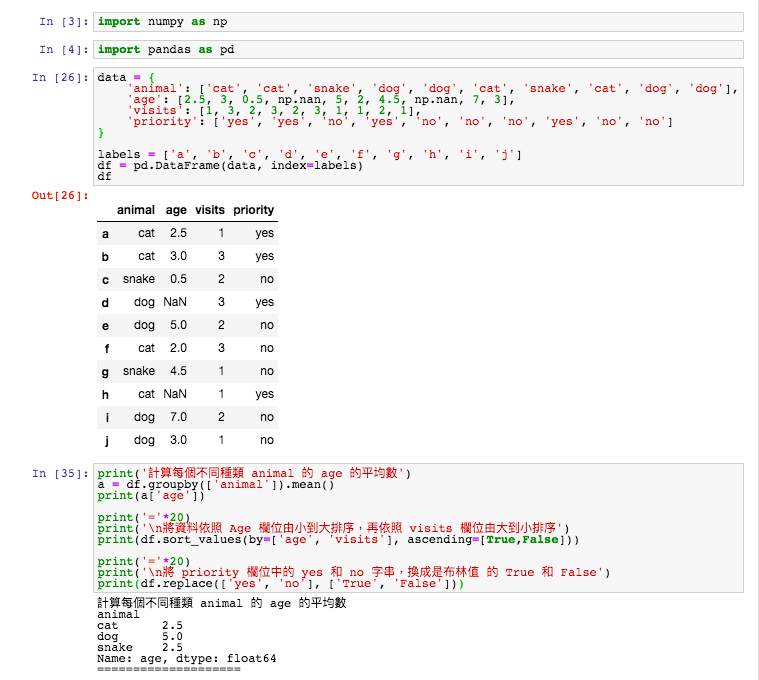 In [3]: import numpy as np
In [4]: import pandas as pd
In [26]: data = {
'animal': ['cat', 'cat', 'snake', 'dog', 'dog', 'cat', 'snake', 'cat', 'dog', 'dog'],
'age': [2.5, 3, 0.5, np.nan, 5, 2, 4.5, np.nan, 7, 3],
'visits': [1, 3, 2, 3, 2, 3, 1, 1, 2, 1],
'priority': ['yes', 'yes', 'no', 'yes', 'no', 'no', 'no', 'yes', 'no', 'no']
}
labels = ['a', 'b', 'c', 'd', 'e', 'f', 'g', 'h', 'i', 'j']
df = pd.DataFrame(data, index=labels)
df
Out[26]:
animal age visits priority
a cat 2.5 1 yes
b cat 3.0 3 yes
c snake 0.5 2 no
d dog NaN 3 yes
e dog 5.0 2 no
f cat 2.0 3 no
g snake 4.5 1 no
h cat NaN 1 yes
i dog 7.0 2 no
j dog 3.0 1 no
In [35]: print('計算每個不同種類 animal 的 age 的平均數')
a = df.groupby(['animal']).mean()
print(a['age'])
print('='*20)
print('\n將資料依照 Age 欄位由小到大排序，再依照 visits 欄位由大到小排序')
print(df.sort_values(by=['age', 'visits'], ascending=[True,False]))
print('='*20)
print('\n將 priority 欄位中的 yes 和 no 字串，換成是布林值 的 True 和 False')
print(df.replace(['yes', 'no'], ['True', 'False']))
計算每個不同種類 animal 的 age 的平均數
animal
cat 2.5
dog 5.0
snake 2.5
Name: age, dtype: float64
====================